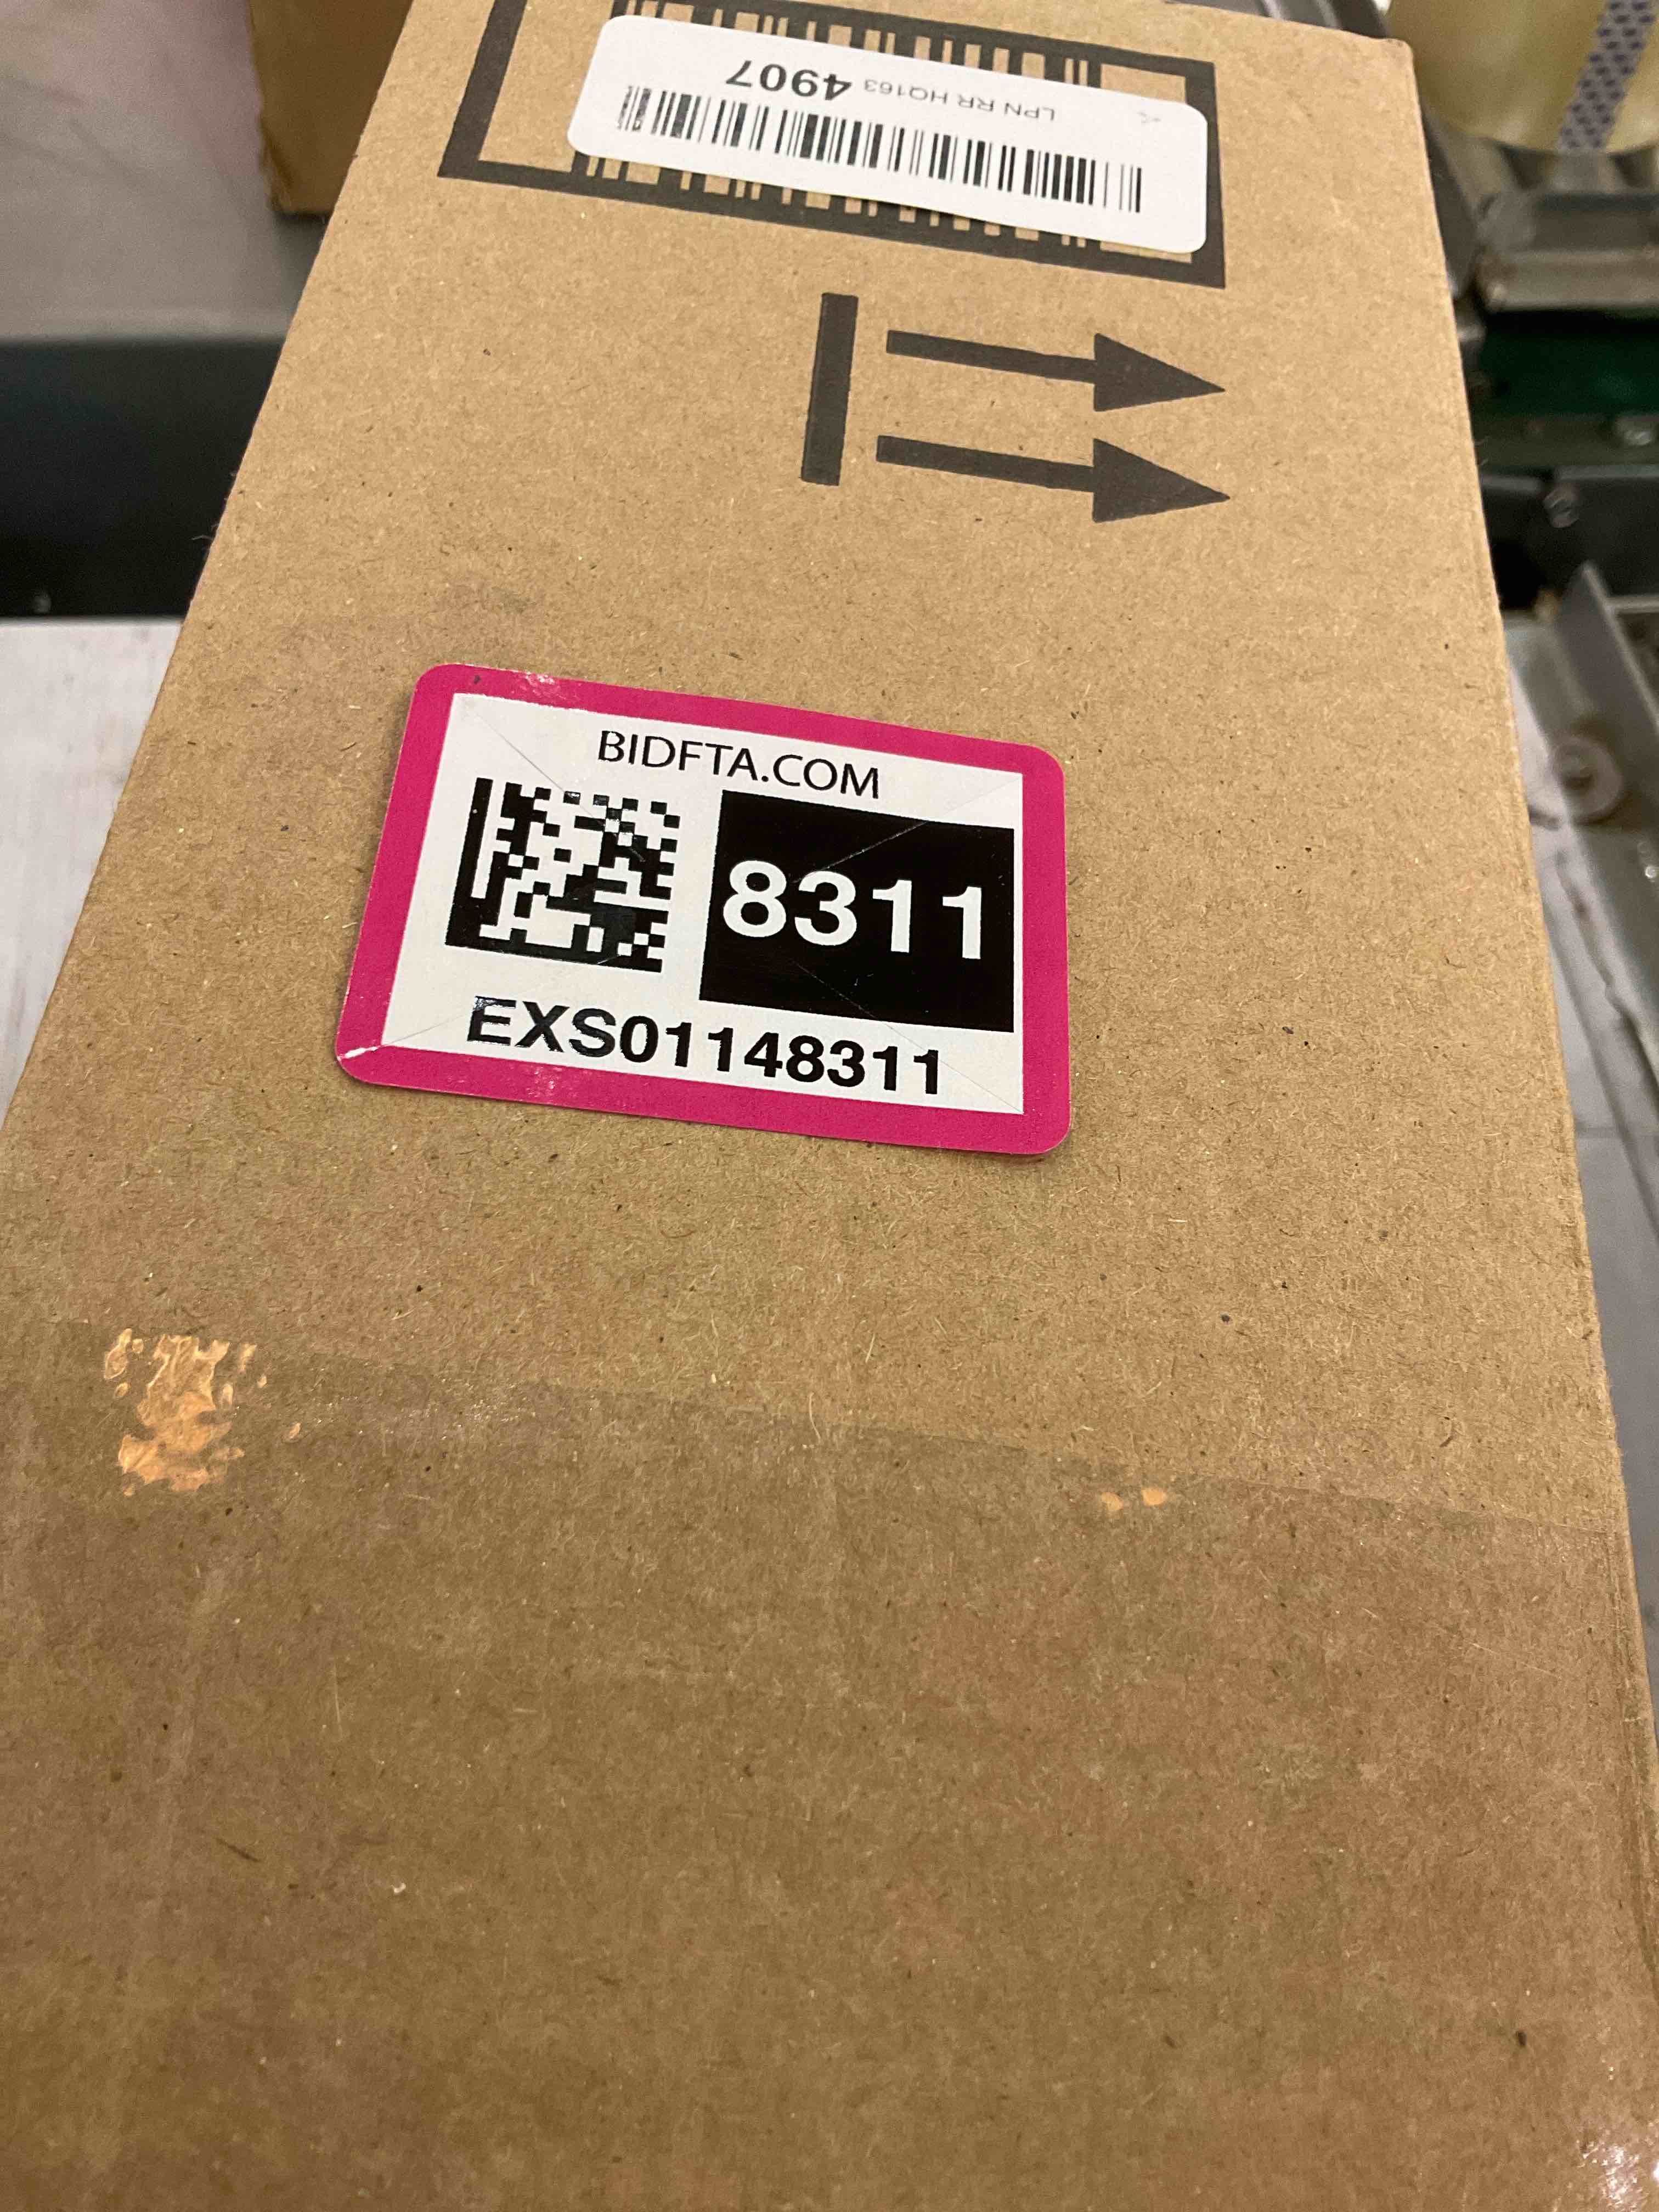 LPN RR HQ163 4907
BIDFTA.COM
8311
EXS01148311